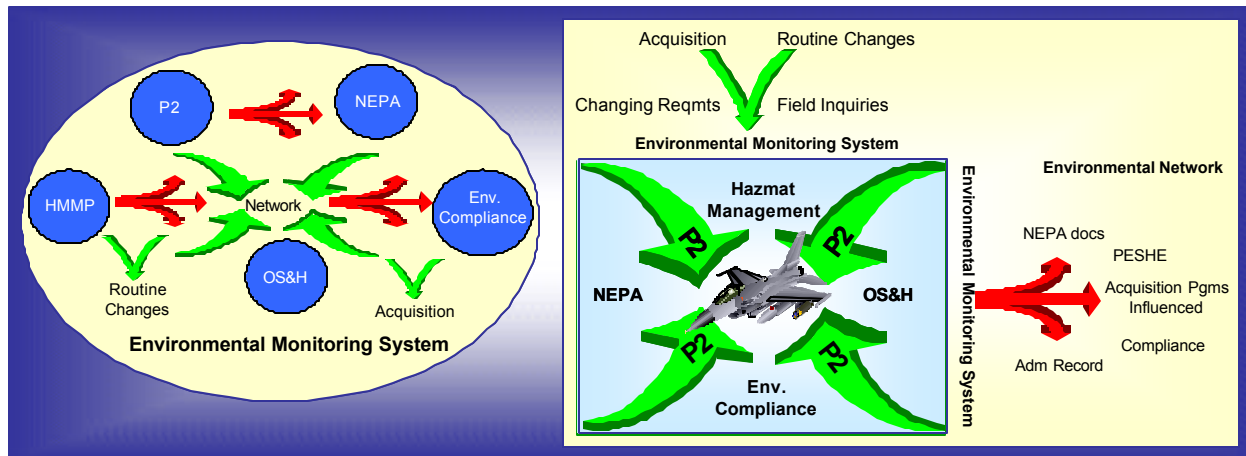 P2
NEPA
HMMP
Network
Env.
Compliance
OS&H
Routine
Changes
Acquisition
Environmental Monitoring System
Acquisition
Routine Changes
Changing Reqmts
Field Inquiries
Environmental Monitoring System
Hazmat
Management
P2
P2
NEPA
OS&H
P2
P2
Env.
Compliance
Environmental Monitoring System
Environmental Network
NEPA docs
PESHE
Acquisition Pgms
Influenced
Compliance
Adm Record